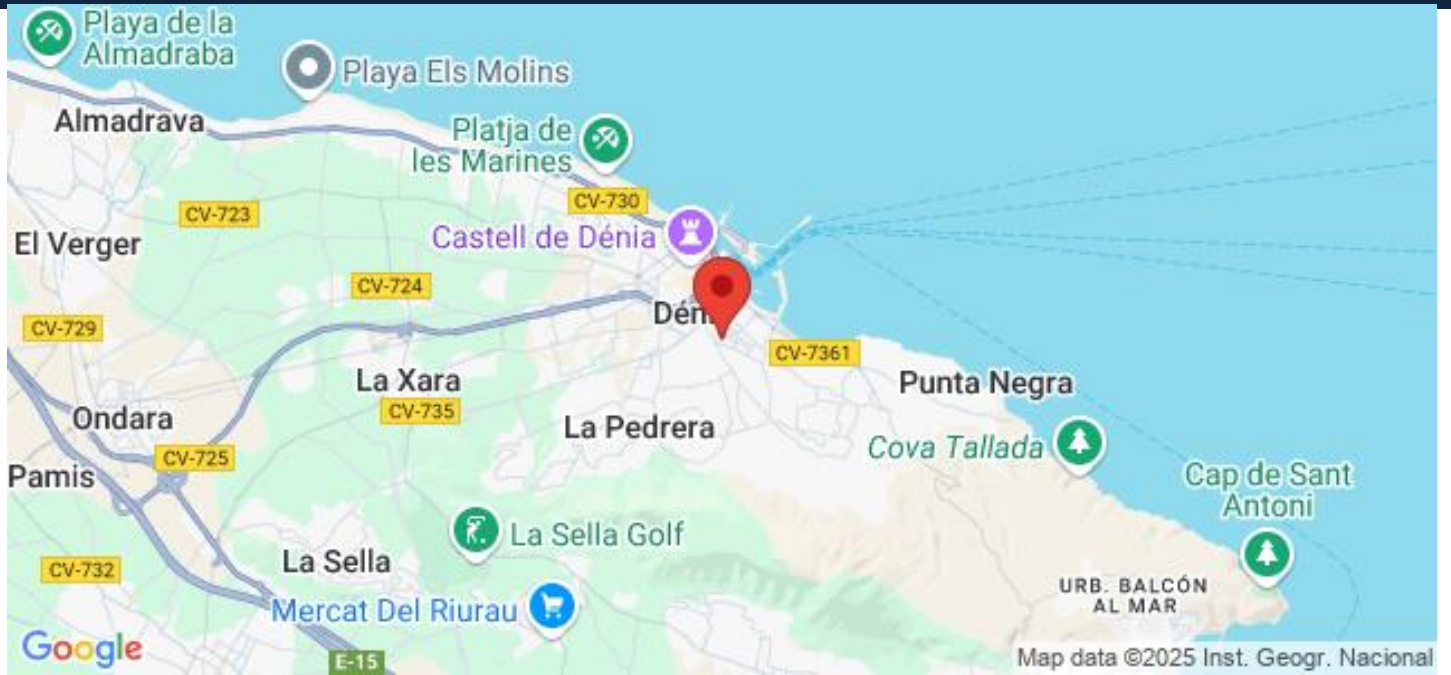 Playa de la
Almadraba
Playa Els Molins
Almadrava
Platja de
les Marines
CV-730
CV-723
Castell de Dénia
El Verger
CV-724
CV-729
CV-7361
La Xara
CV-735
Punta Negra
Ondara
La Pedrera
Cova Tallada
CV-725
Pamis
Cap de Sant
Antoni
La Sella Golf
La Sella
CV-732
URB. BALCÓN
AL MAR
Mercat Del Riurau
Google
E-15
Map data ©2025 Inst. Geogr. Nacional